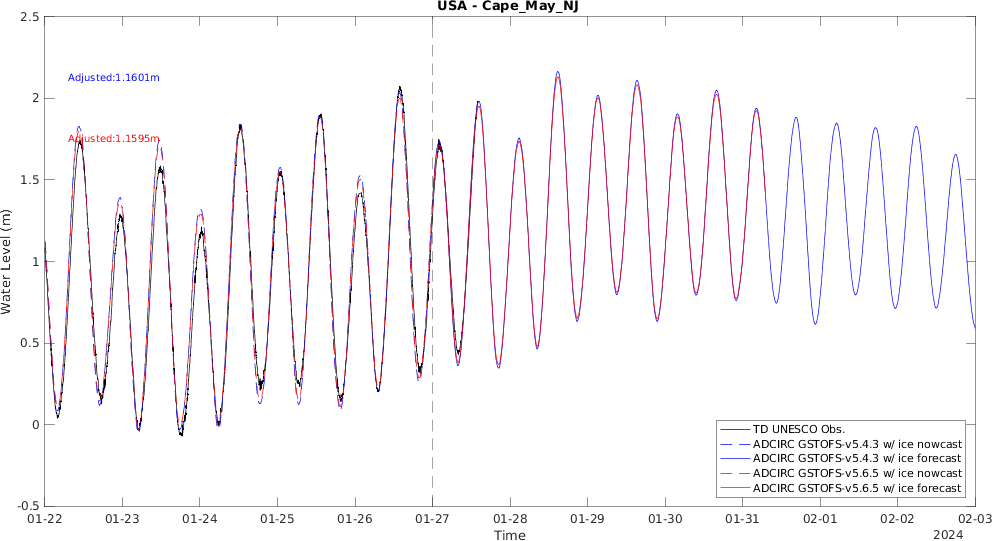 USA - Cape_May_NJ
2.5
Adjusted:1.1601m
2
Adjusted:1.1595m
1.5
1
0.5
0
-0.5
Water Level (m)
TD UNESCO Obs.
ADCIRC GSTOFS-v5.4.3 w/ ice nowcast
ADCIRC GSTOFS-v5.4.3 w/ ice forecast
ADCIRC GSTOFS-v5.6.5 w/ ice nowcast
ADCIRC GSTOFS-v5.6.5 w/ ice forecast
01-22 01-23 01-24 01-25 01-26 01-27 01-28 01-29 01-30 01-31 02-01 02-02 02-03
Time
2024